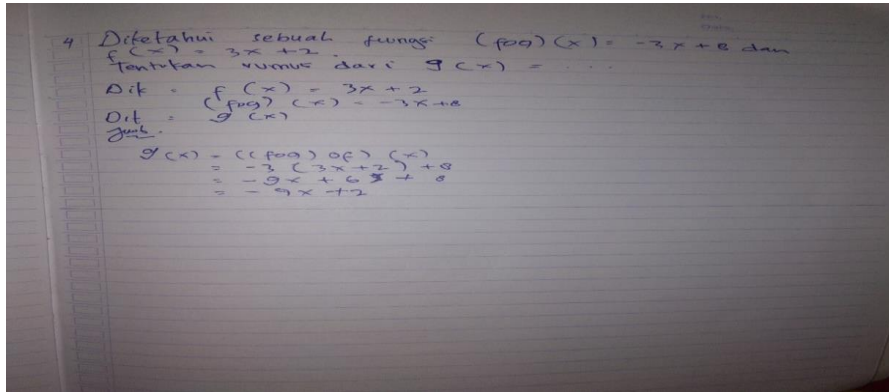 4 Diketahui sebuah fungsi (fog)(x) = -3x + 8 dan
f(x) = 3x + 2.
Tentukan rumus dari g(x) = ....
Dik = f(x) = 3x + 2
(fog)(x) = -3x + 8
Dit = g(x)
Jwb.
g(x) = ((fog) of) (x)
= -3 (3x + 2) + 8
= -9x + 6 + 8
= -9x + 2